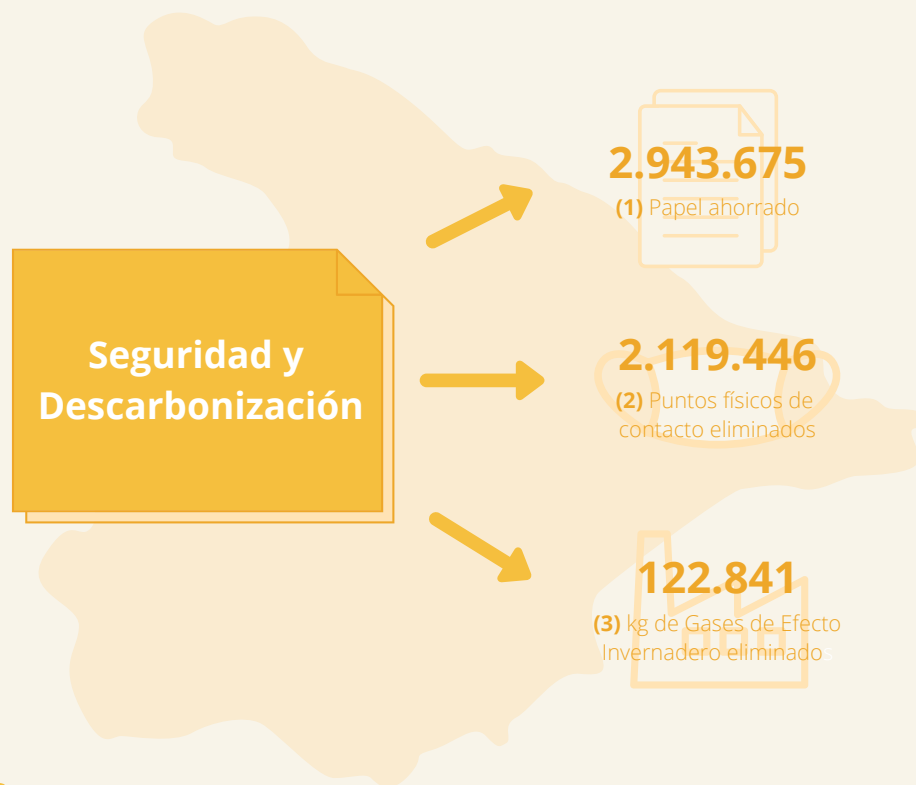 Seguridad y
Descarbonización
2.943.675
(1) Papel ahorrado
2.119.446
(2) Puntos físicos de
contacto eliminados
122.841
(3) kg de Gases de Efecto
Invernadero eliminados